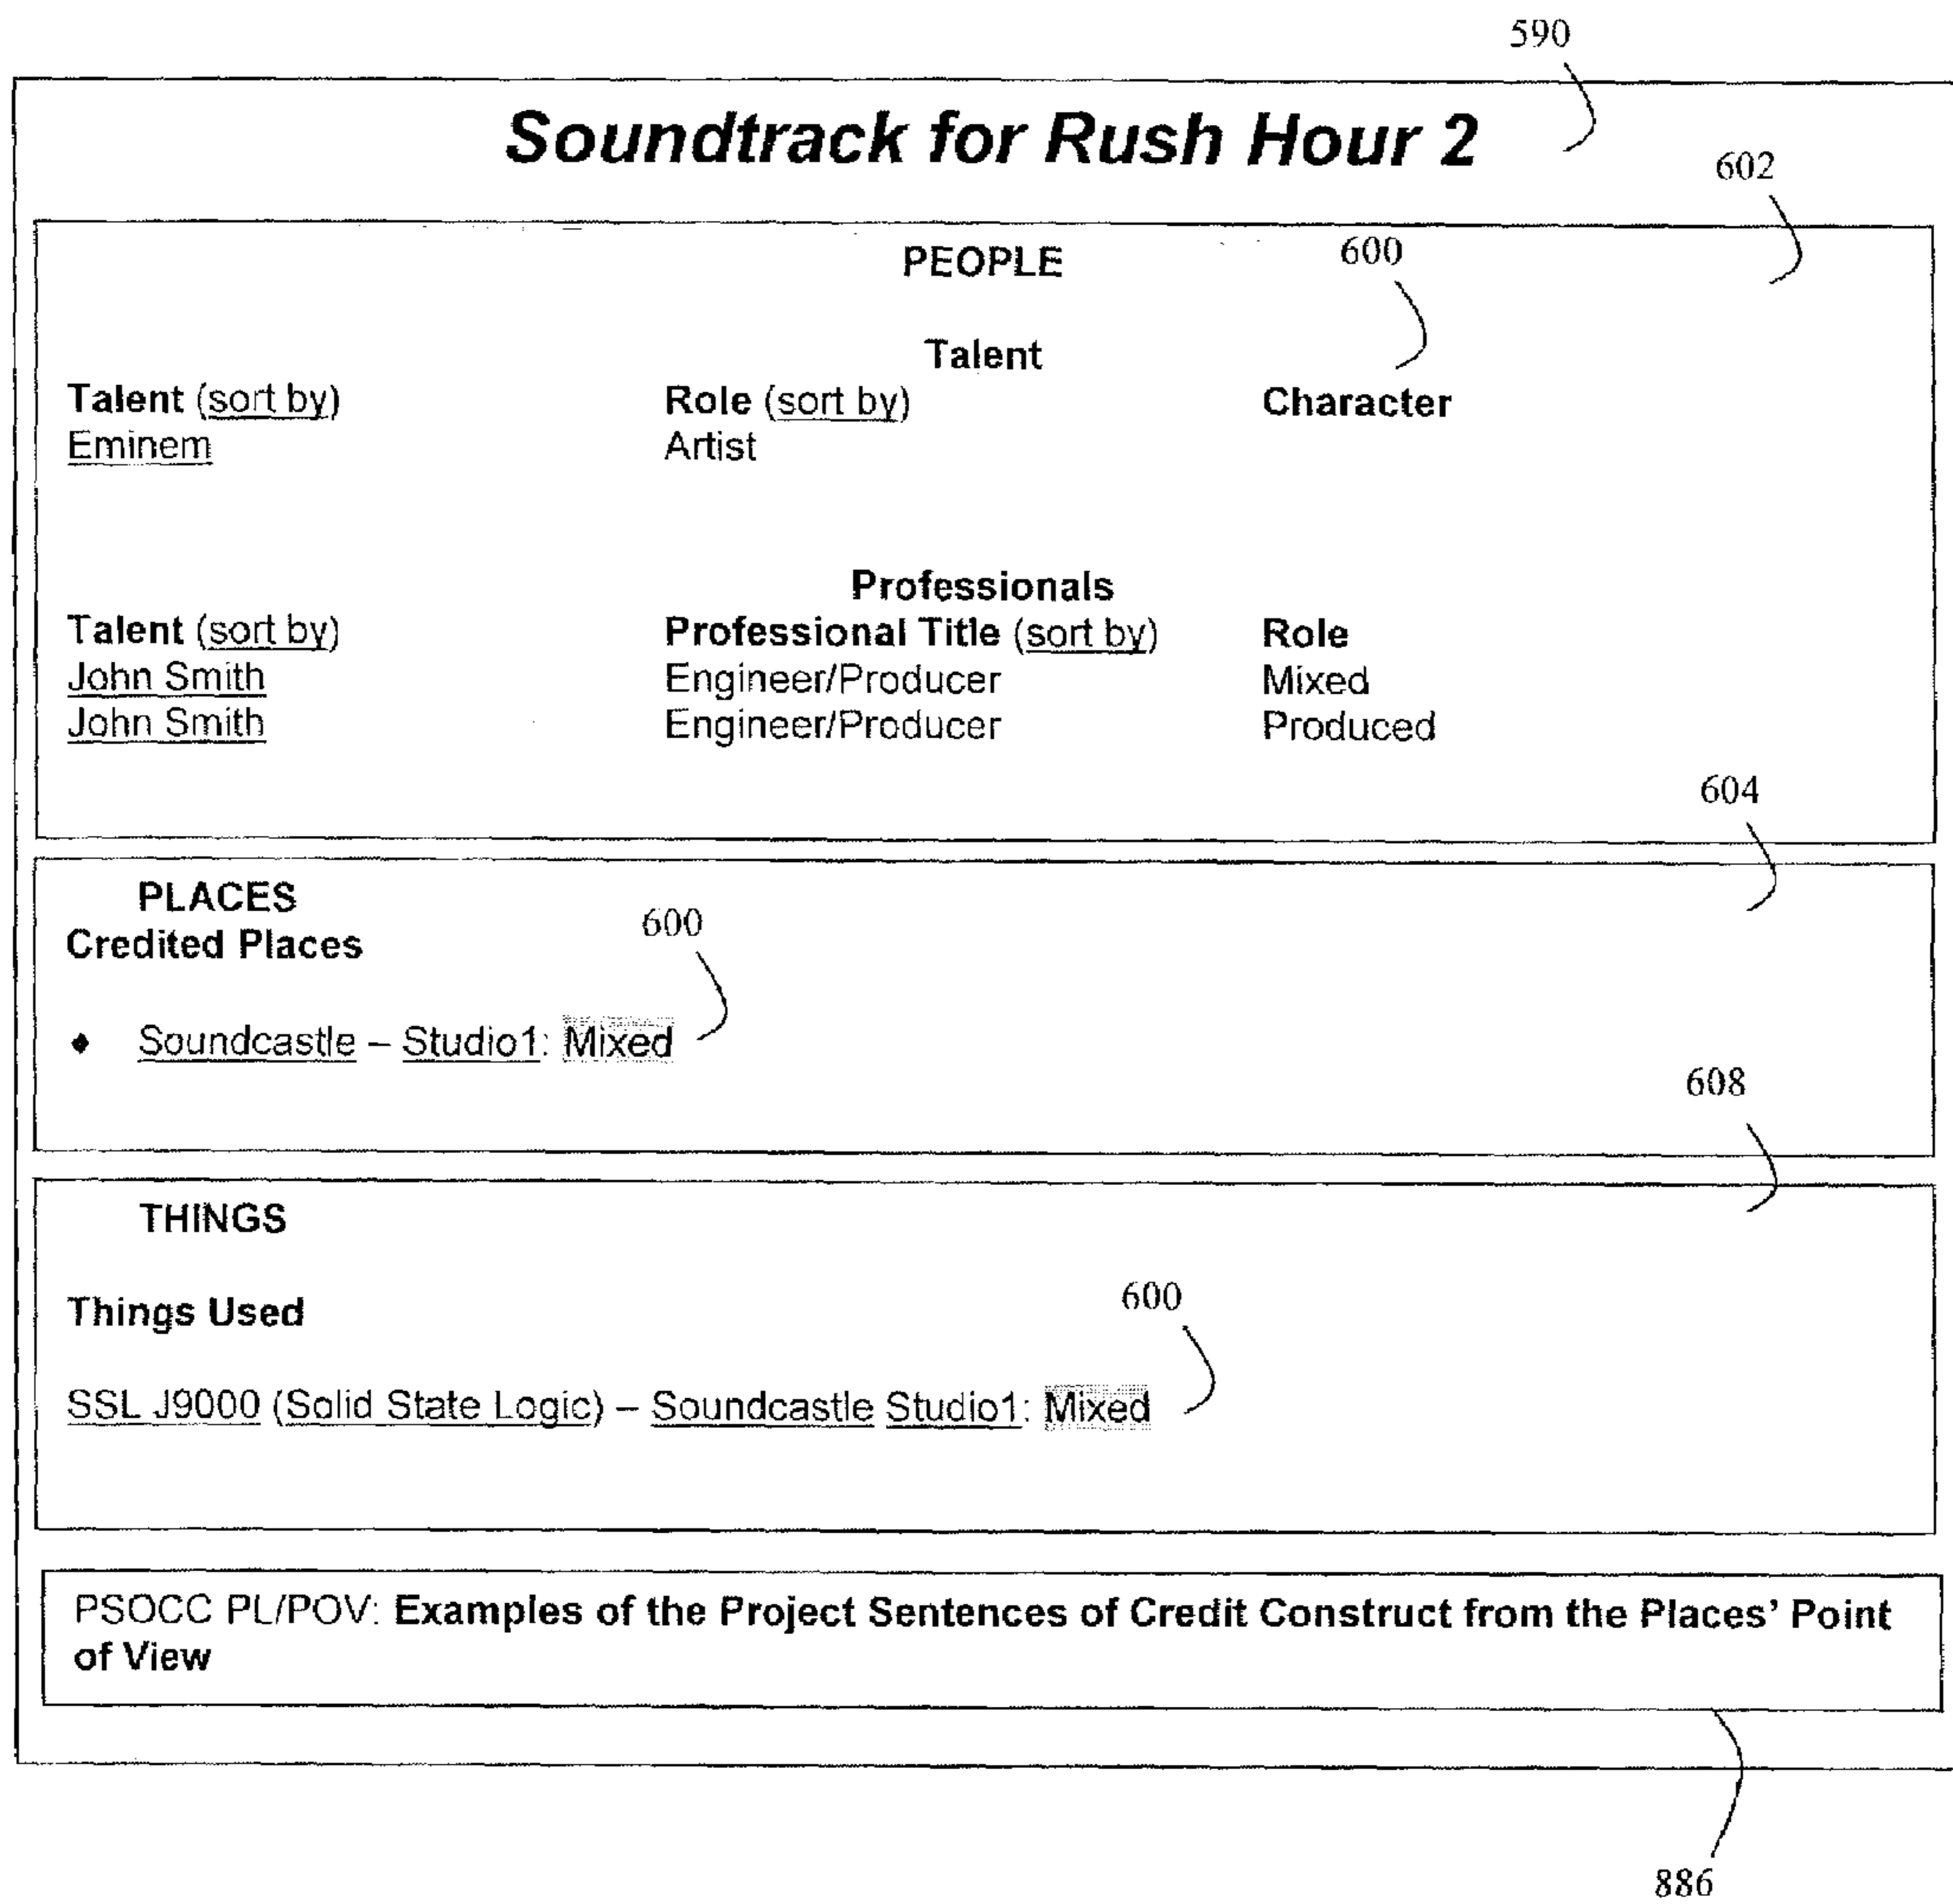 590
Soundtrack for Rush Hour 2
602
PEOPLE
600
Talent
Talent (sort by) Role (sort by) Character
Eminem Artist
Professionals
Talent (sort by) Professional Title (sort by) Role
John Smith Engineer/Producer Mixed
John Smith Engineer/Producer Produced
604
PLACES
600
Credited Places
♦ Soundcastle – Studio1: Mixed
608
THINGS
600
Things Used
SSL J9000 (Solid State Logic) – Soundcastle Studio1: Mixed
PSOCC PL/POV: Examples of the Project Sentences of Credit Construct from the Places' Point
of View
886